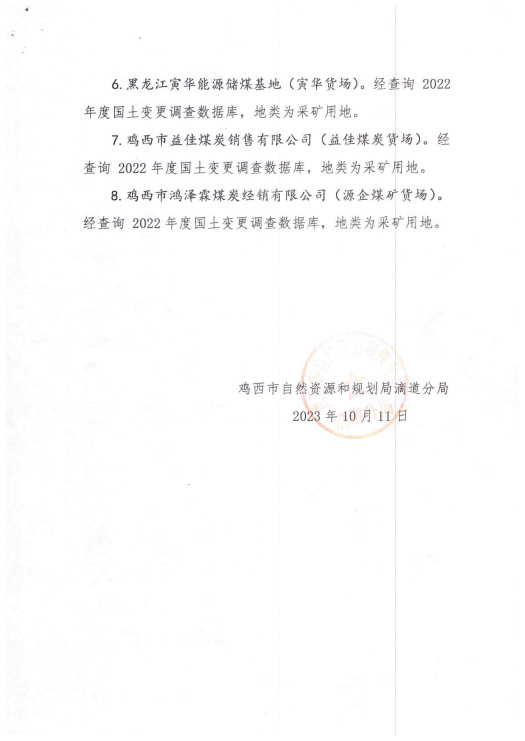 6.黑龙江寅华能源储煤基地（寅华货场）。经查询 2022
年度国土变更调查数据库，地类为采矿用地。
7.鸡西市益佳煤炭销售有限公司（益佳煤炭货场）。经
查询 2022 年度国土变更调查数据库，地类为采矿用地。
8.鸡西市鸿泽霖煤炭经销有限公司（源企煤矿货场）。
经查询 2022 年度国土变更调查数据库，地类为采矿用地。
鸡西市自然资源和规划局滴道分局
2023 年 10 月 11 日